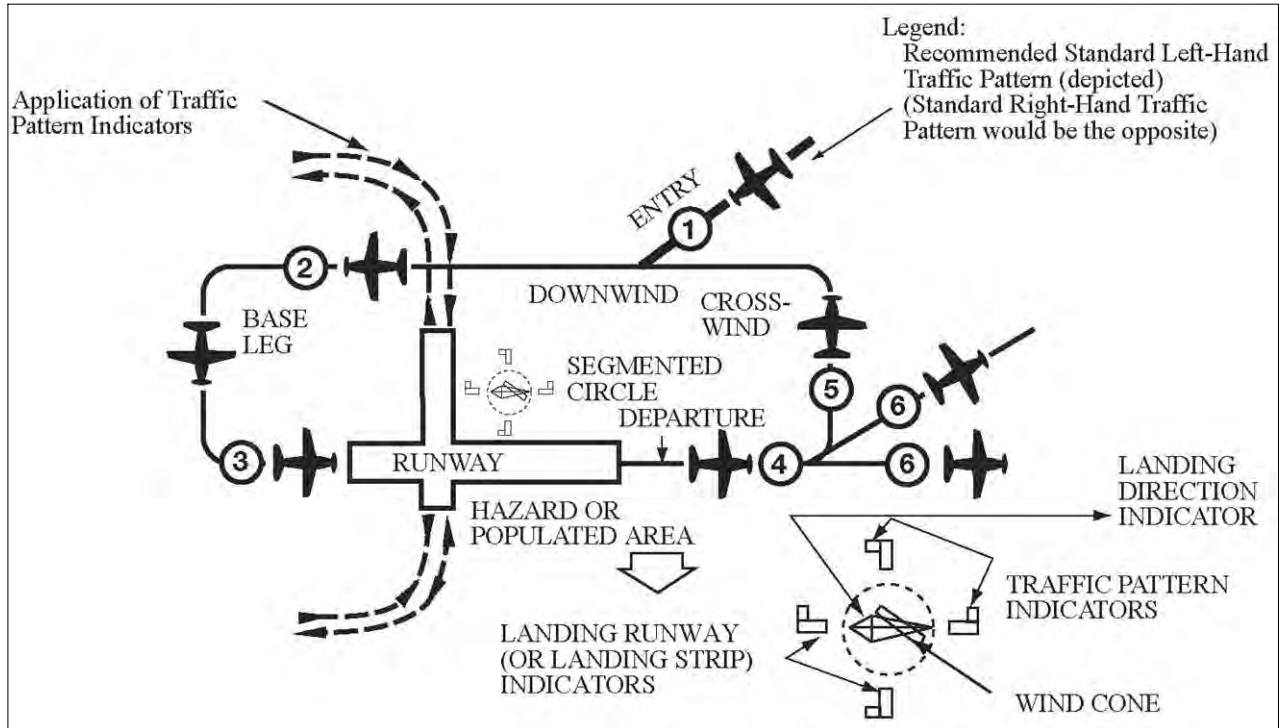 Legend:
Recommended Standard Left-Hand
Traffic Pattern (depicted)
(Standard Right-Hand Traffic
Pattern would be the opposite)
Application of Traffic
Pattern Indicators
ENTRY
1
2
DOWNWIND
CROSS-
WIND
BASE
LEG
SEGMENTED
CIRCLE
5
6
DEPARTURE
3
RUNWAY
4
6
LANDING
DIRECTION
INDICATOR
HAZARD OR
POPULATED AREA
TRAFFIC PATTERN
INDICATORS
LANDING RUNWAY
(OR LANDING STRIP)
INDICATORS
WIND CONE